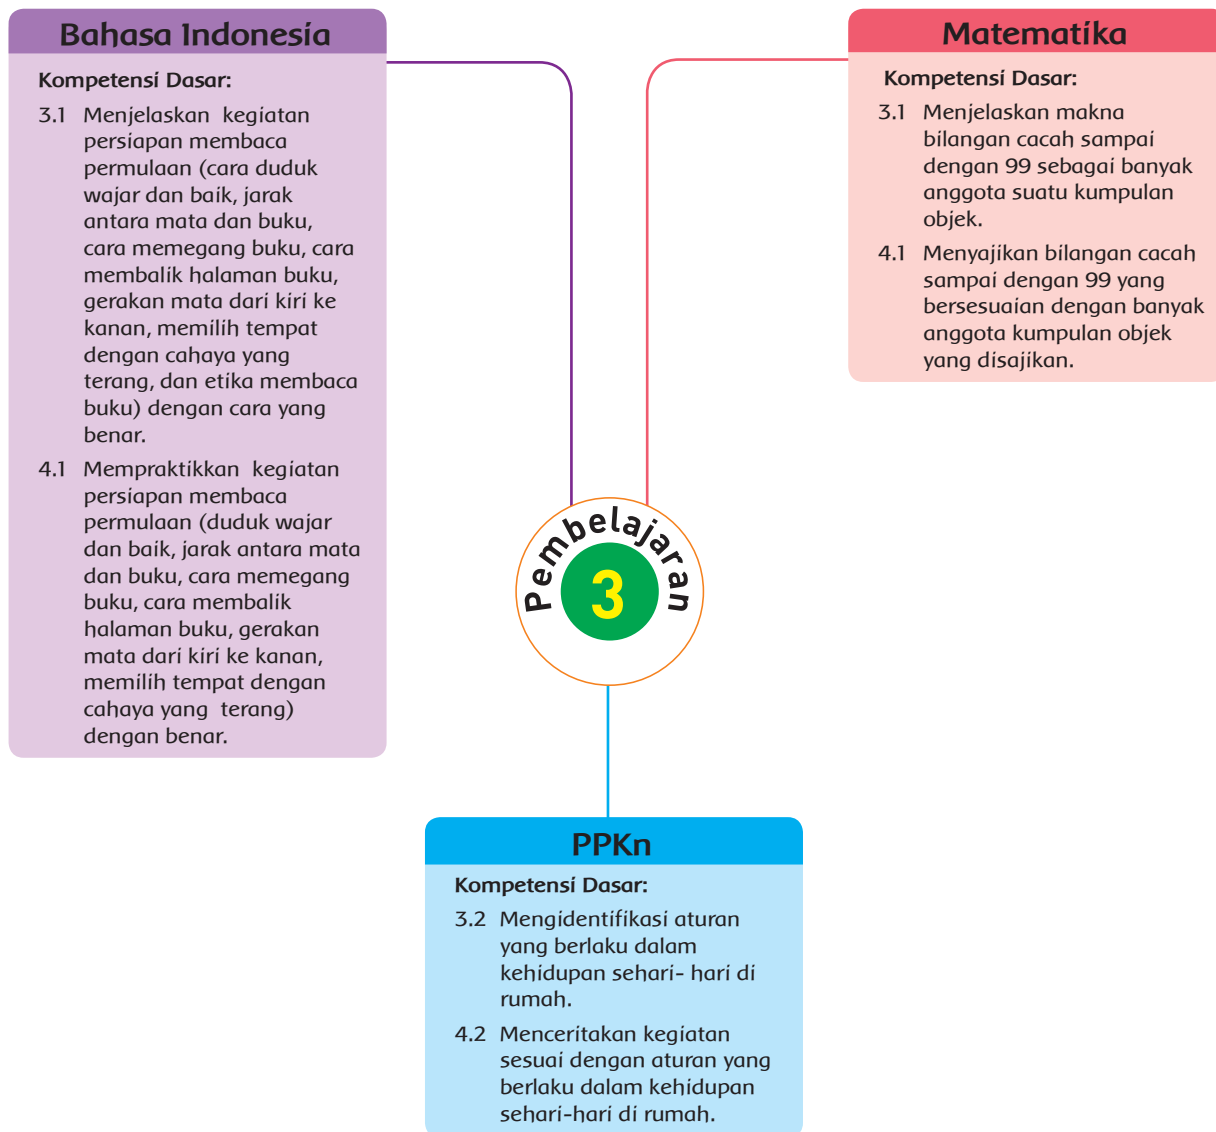 Bahasa Indonesia
Kompetensi Dasar:
3.1 Menjelaskan kegiatan
persiapan membaca
permulaan (cara duduk
wajar dan baik, jarak
antara mata dan buku,
cara memegang buku, cara
membalik halaman buku,
gerakan mata dari kiri ke
kanan, memilih tempat
dengan cahaya yang
terang, dan etika membaca
buku) dengan cara yang
benar.
4.1 Mempraktikkan kegiatan
persiapan membaca
permulaan (duduk wajar
dan baik, jarak antara mata
dan buku, cara memegang
buku, cara membalik
halaman buku, gerakan
mata dari kiri ke kanan,
memilih tempat dengan
cahaya yang terang)
dengan benar.
Matematika
Kompetensi Dasar:
3.1 Menjelaskan makna
bilangan cacah sampai
dengan 99 sebagai banyak
anggota suatu kumpulan
objek.
4.1 Menyajikan bilangan cacah
sampai dengan 99 yang
bersesuaian dengan banyak
anggota kumpulan objek
yang disajikan.
Pembelajaran
3
PPKn
Kompetensi Dasar:
3.2 Mengidentifikasi aturan
yang berlaku dalam
kehidupan sehari- hari di
rumah.
4.2 Menceritakan kegiatan
sesuai dengan aturan yang
berlaku dalam kehidupan
sehari-hari di rumah.